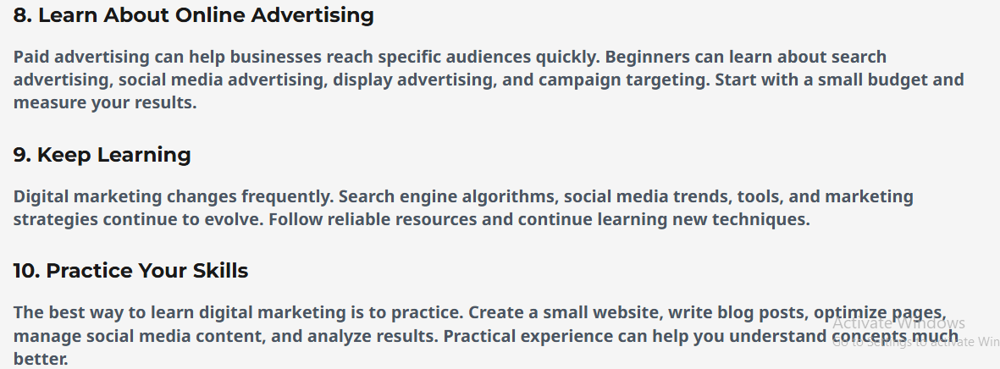 8. Learn About Online Advertising
Paid advertising can help businesses reach specific audiences quickly. Beginners can learn about search
advertising, social media advertising, display advertising, and campaign targeting. Start with a small budget and
measure your results.
9. Keep Learning
Digital marketing changes frequently. Search engine algorithms, social media trends, tools, and marketing
strategies continue to evolve. Follow reliable resources and continue learning new techniques.
10. Practice Your Skills
The best way to learn digital marketing is to practice. Create a small website, write blog posts, optimize pages,
manage social media content, and analyze results. Practical experience can help you understand concepts much
better.
Activate Windows
Go to Settings to activate Win